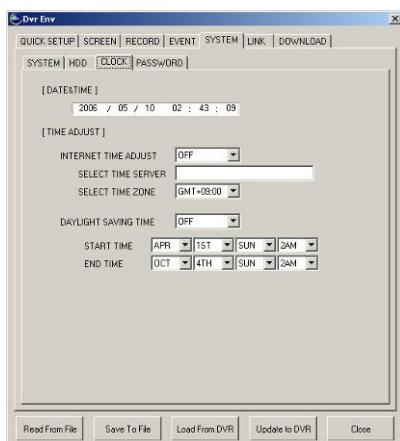 Dvr Env
QUICK SETUP SCREEN RECORD EVENT SYSTEM LINK DOWNLOAD
SYSTEM HDD CLOCK PASSWORD
[ DATE&TIME ]
2006 / 05 / 10 02 : 43 : 09
[ TIME ADJUST ]
INTERNET TIME ADJUST OFF
SELECT TIME SERVER
SELECT TIME ZONE GMT+09:00
DAYLIGHT SAVING TIME OFF
START TIME APR 1ST SUN 2AM
END TIME OCT 4TH SUN 2AM
Read From File Save To File Load From DVR Update to DVR Close